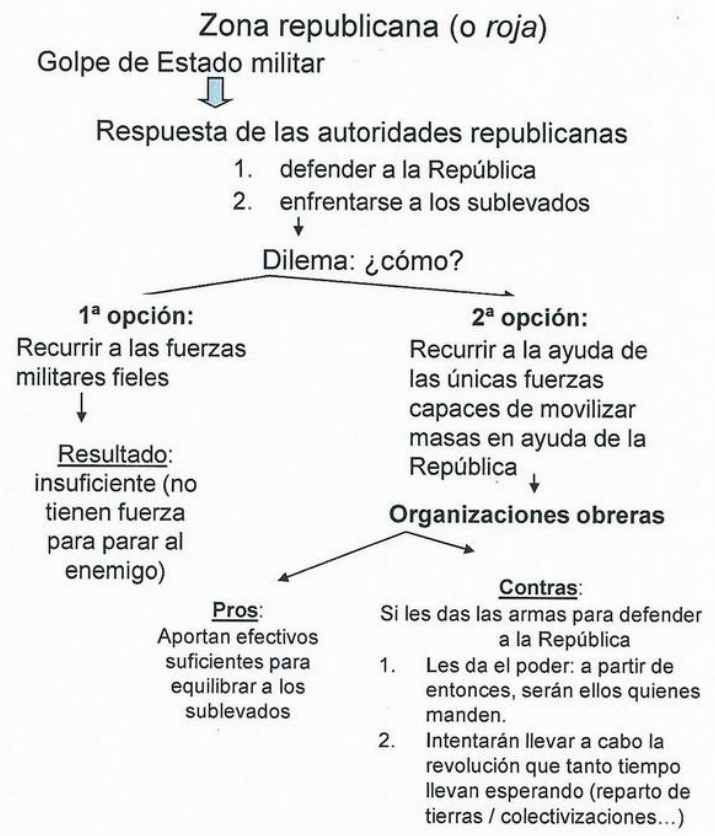 Zona republicana (o roja)
Golpe de Estado militar
Respuesta de las autoridades republicanas
1. defender a la República
2. enfrentarse a los sublevados
Dilema: ¿cómo?
1ª opción:
Recurrir a las fuerzas
militares fieles
Resultado:
insuficiente (no
tienen fuerza
para parar al
enemigo)
2ª opción:
Recurrir a la ayuda de
las únicas fuerzas
capaces de movilizar
masas en ayuda de la
República
Organizaciones obreras
Pros:
Aportan efectivos
suficientes para
equilibrar a los
sublevados
Contras:
Si les das las armas para defender
a la República
1. Les da el poder: a partir de
entonces, serán ellos quienes
manden.
2. Intentarán llevar a cabo la
revolución que tanto tiempo
llevan esperando (reparto de
tierras / colectivizaciones...)